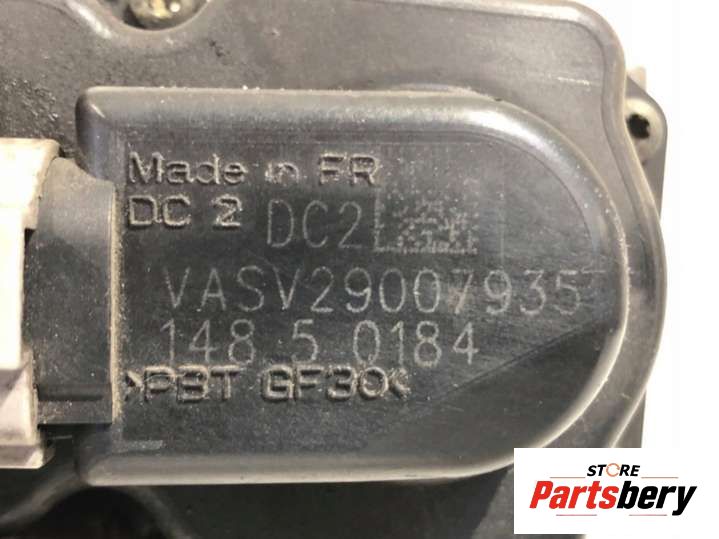 Made in FR
DC 2 DC2
VASV29007935
148 5 0184
>PBT GF30<
STORE
Partsbery